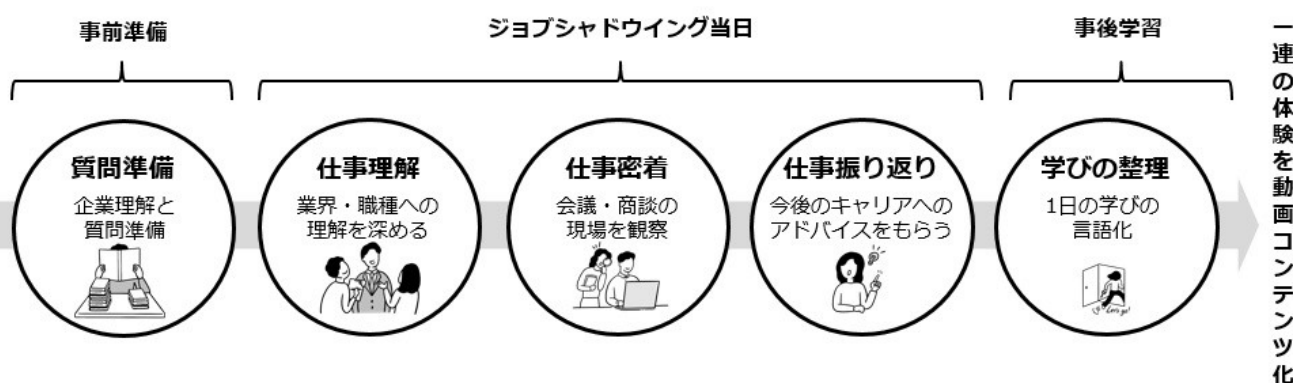 事前準備
ジョブシャドウイング当日
事後学習
質問準備
企業理解と
質問準備
仕事理解
業界・職種への
理解を深める
仕事密着
会議・商談の
現場を観察
仕事振り返り
今後のキャリアへの
アドバイスをもらう
学びの整理
1日の学びの
言語化
Let's go!
一連の体験を動画コンテンツ化